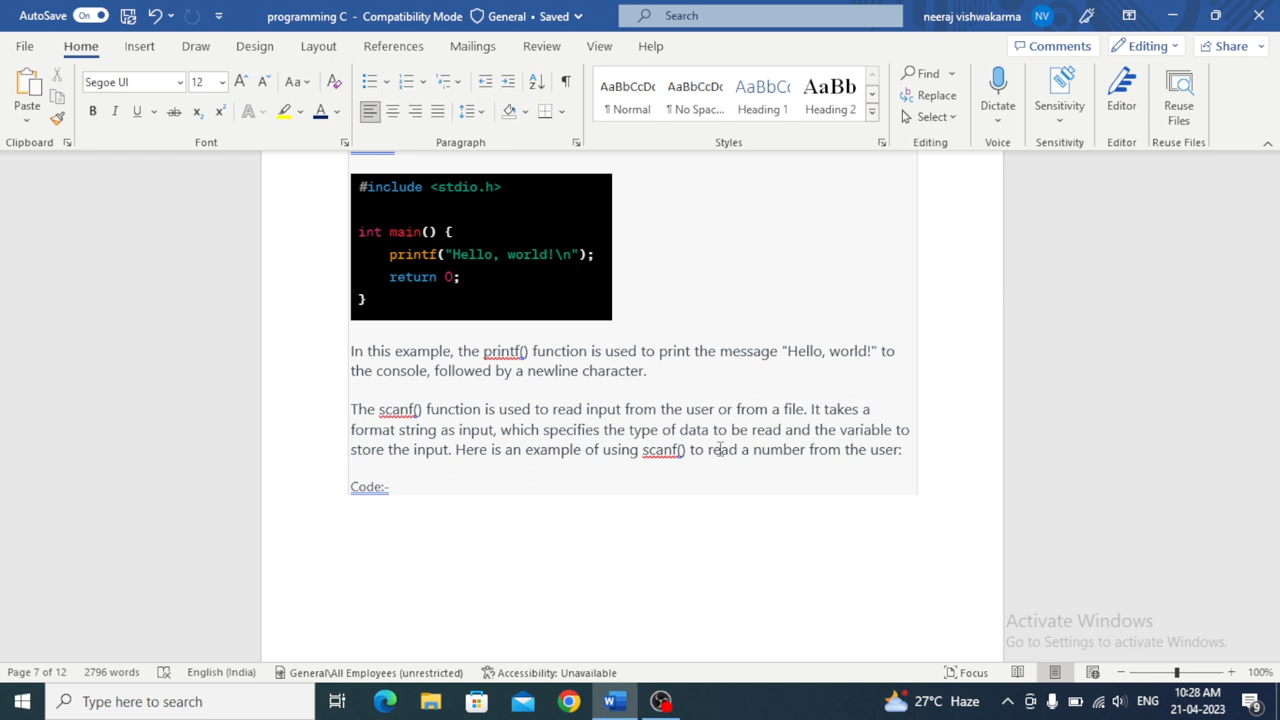 AutoSave On programming C - Compatibility Mode General - Saved Search neeraj vishwakarma NV
File Home Insert Draw Design Layout References Mailings Review View Help Comments Editing Share
Segoe UI 12 Aa
Paste
B I U ab x₂ x² A A
AaBbCcDc AaBbCcDc AaBbCc AaBb
¶ Normal ¶ No Spac... Heading 1 Heading 2
Find
Replace
Select
Dictate Sensitivity Editor Reuse Files
Clipboard Font Paragraph Styles Editing Voice Sensitivity Editor Reuse Files
#include <stdio.h>
int main() {
printf("Hello, world!\n");
return 0;
}
In this example, the printf() function is used to print the message "Hello, world!" to
the console, followed by a newline character.
The scanf() function is used to read input from the user or from a file. It takes a
format string as input, which specifies the type of data to be read and the variable to
store the input. Here is an example of using scanf() to read a number from the user:
Code:-
Activate Windows
Go to Settings to activate Windows.
Page 7 of 12 2796 words English (India) General\All Employees (unrestricted) Accessibility: Unavailable Focus 100%
Type here to search 27°C Haze ENG 10:28 AM
21-04-2023 9